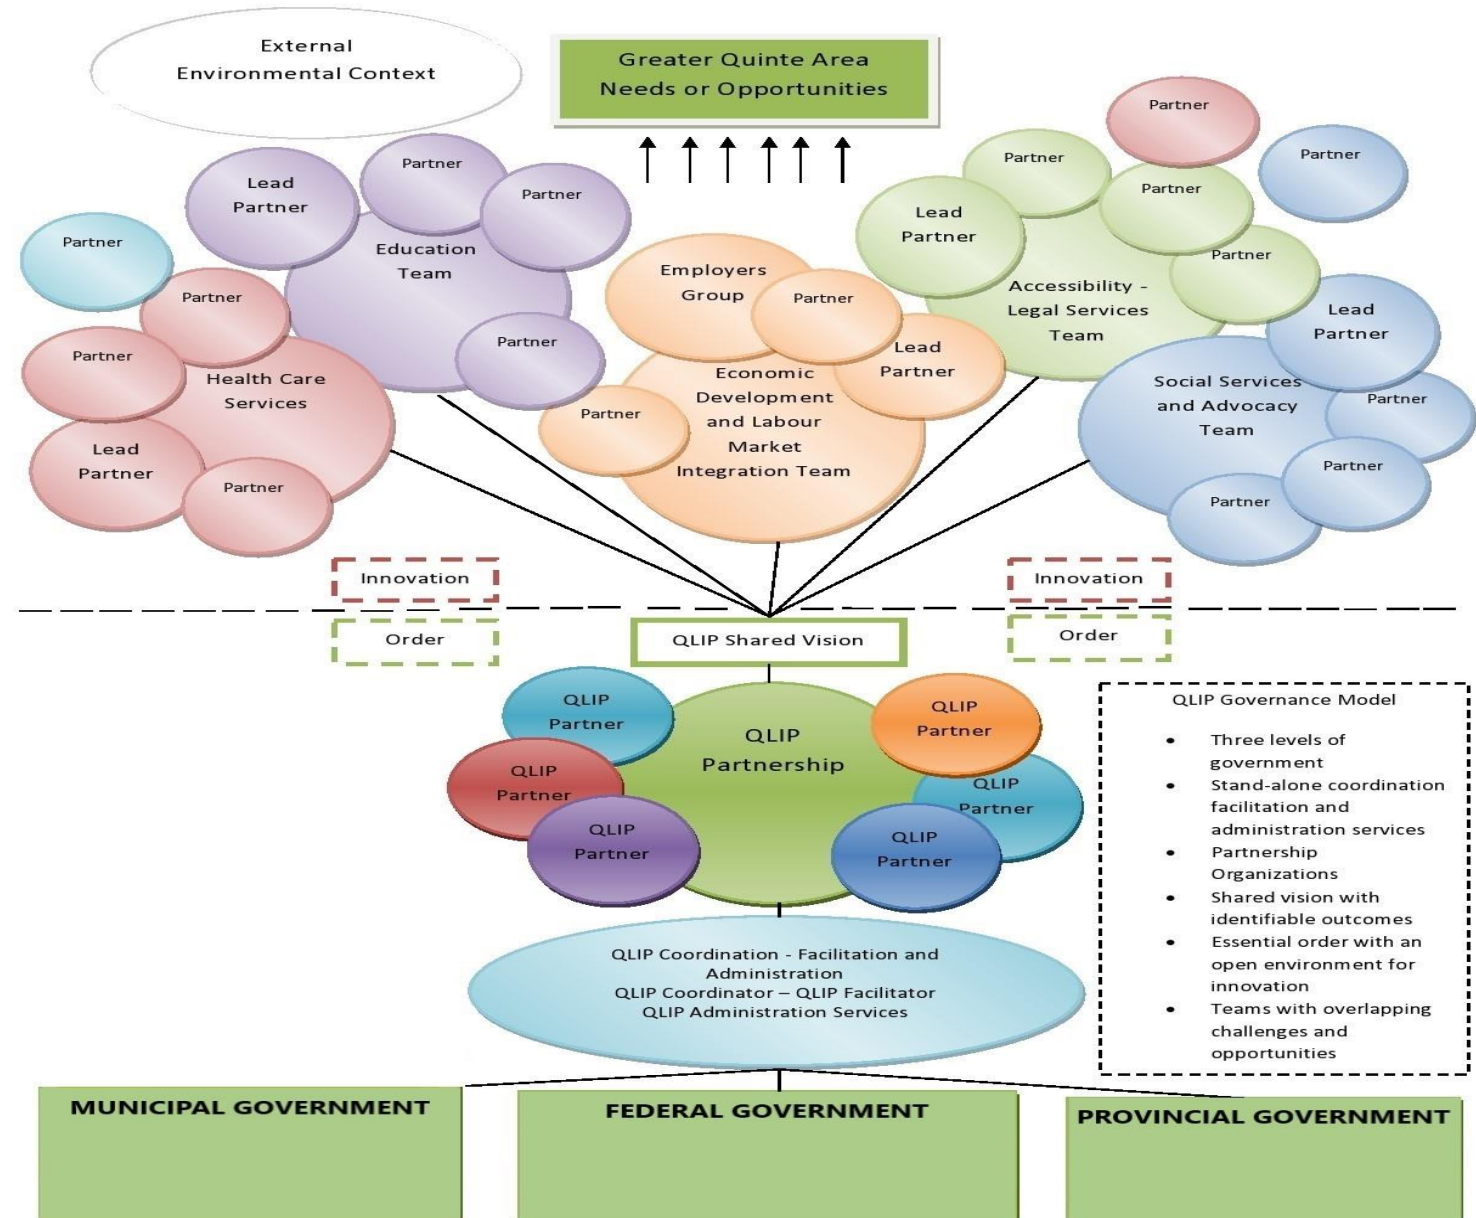 External
Environmental Context
Greater Quinte Area
Needs or Opportunities
Partner
Partner
Lead
Partner
Partner
Partner
Education
Team
Partner
Partner
Partner
Partner
Health Care
Services
Lead
Partner
Partner
Employers
Group
Partner
Lead
Partner
Partner
Economic
Development
and Labour
Market
Integration Team
Partner
Partner
Partner
Lead
Partner
Partner
Accessibility -
Legal Services
Team
Lead
Partner
Social Services
and Advocacy
Team
Partner
Partner
Partner
Innovation
Innovation
Order
QLIP Shared Vision
Order
QLIP
Partner
QLIP
Partner
QLIP
Partnership
QLIP
Partner
QLIP
Partner
QLIP
Partner
QLIP
Partner
QLIP Governance Model
• Three levels of
government
• Stand-alone coordination
facilitation and
administration services
• Partnership
Organizations
• Shared vision with
identifiable outcomes
• Essential order with an
open environment for
innovation
• Teams with overlapping
challenges and
opportunities
QLIP Coordination - Facilitation and
Administration
QLIP Coordinator – QLIP Facilitator
QLIP Administration Services
MUNICIPAL GOVERNMENT
FEDERAL GOVERNMENT
PROVINCIAL GOVERNMENT